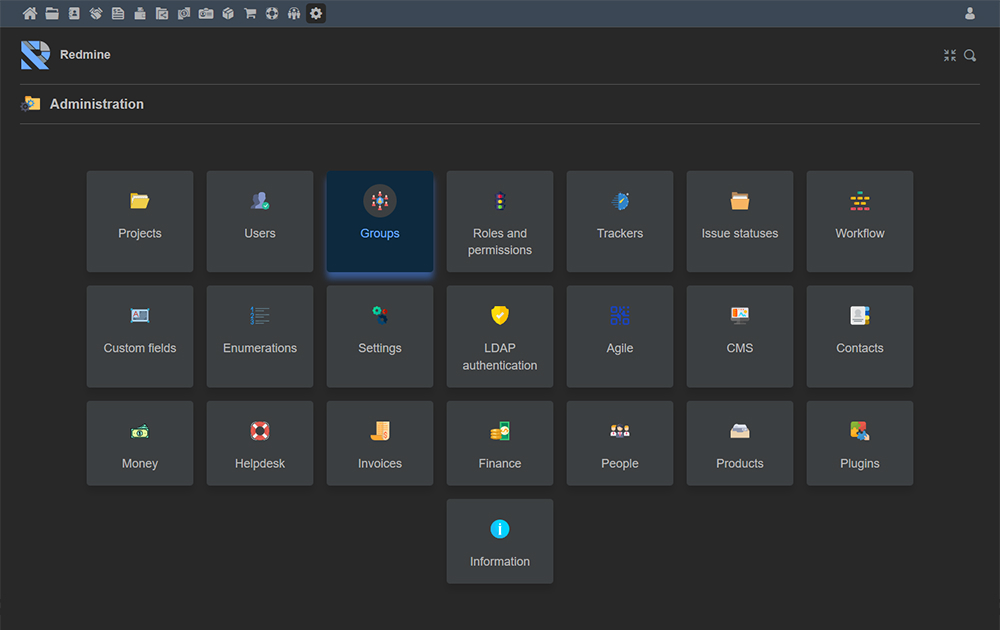 Redmine
Administration
Projects
Users
Groups
Roles and
permissions
Trackers
Issue statuses
Workflow
Custom fields
Enumerations
Settings
LDAP
authentication
Agile
CMS
Contacts
Money
Helpdesk
Invoices
Finance
People
Products
Plugins
Information